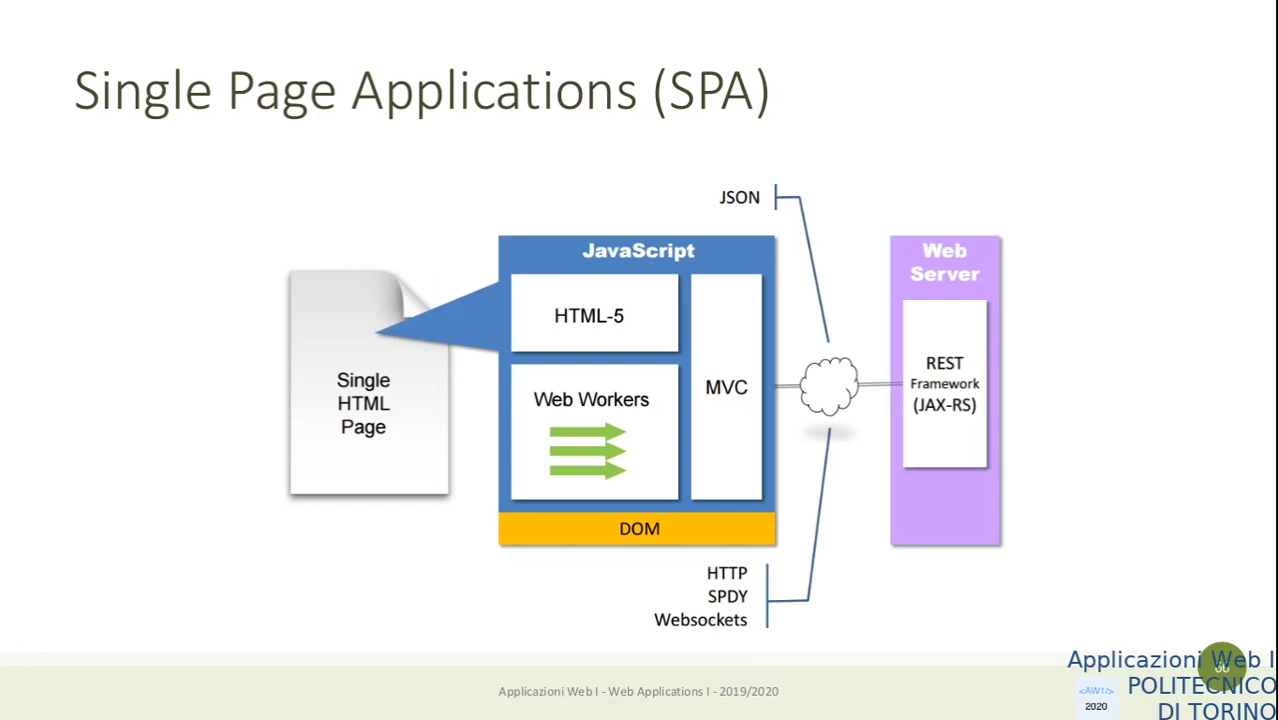 Single Page Applications (SPA)
JSON
JavaScript
Web
Server
HTML-5
Single
HTML
Page
Web Workers
MVC
REST
Framework
(JAX-RS)
DOM
HTTP
SPDY
Websockets
Applicazioni Web I - Web Applications I - 2019/2020
60
Applicazioni Web I
POLITECNICO
DI TORINO
<AW1/>
2020